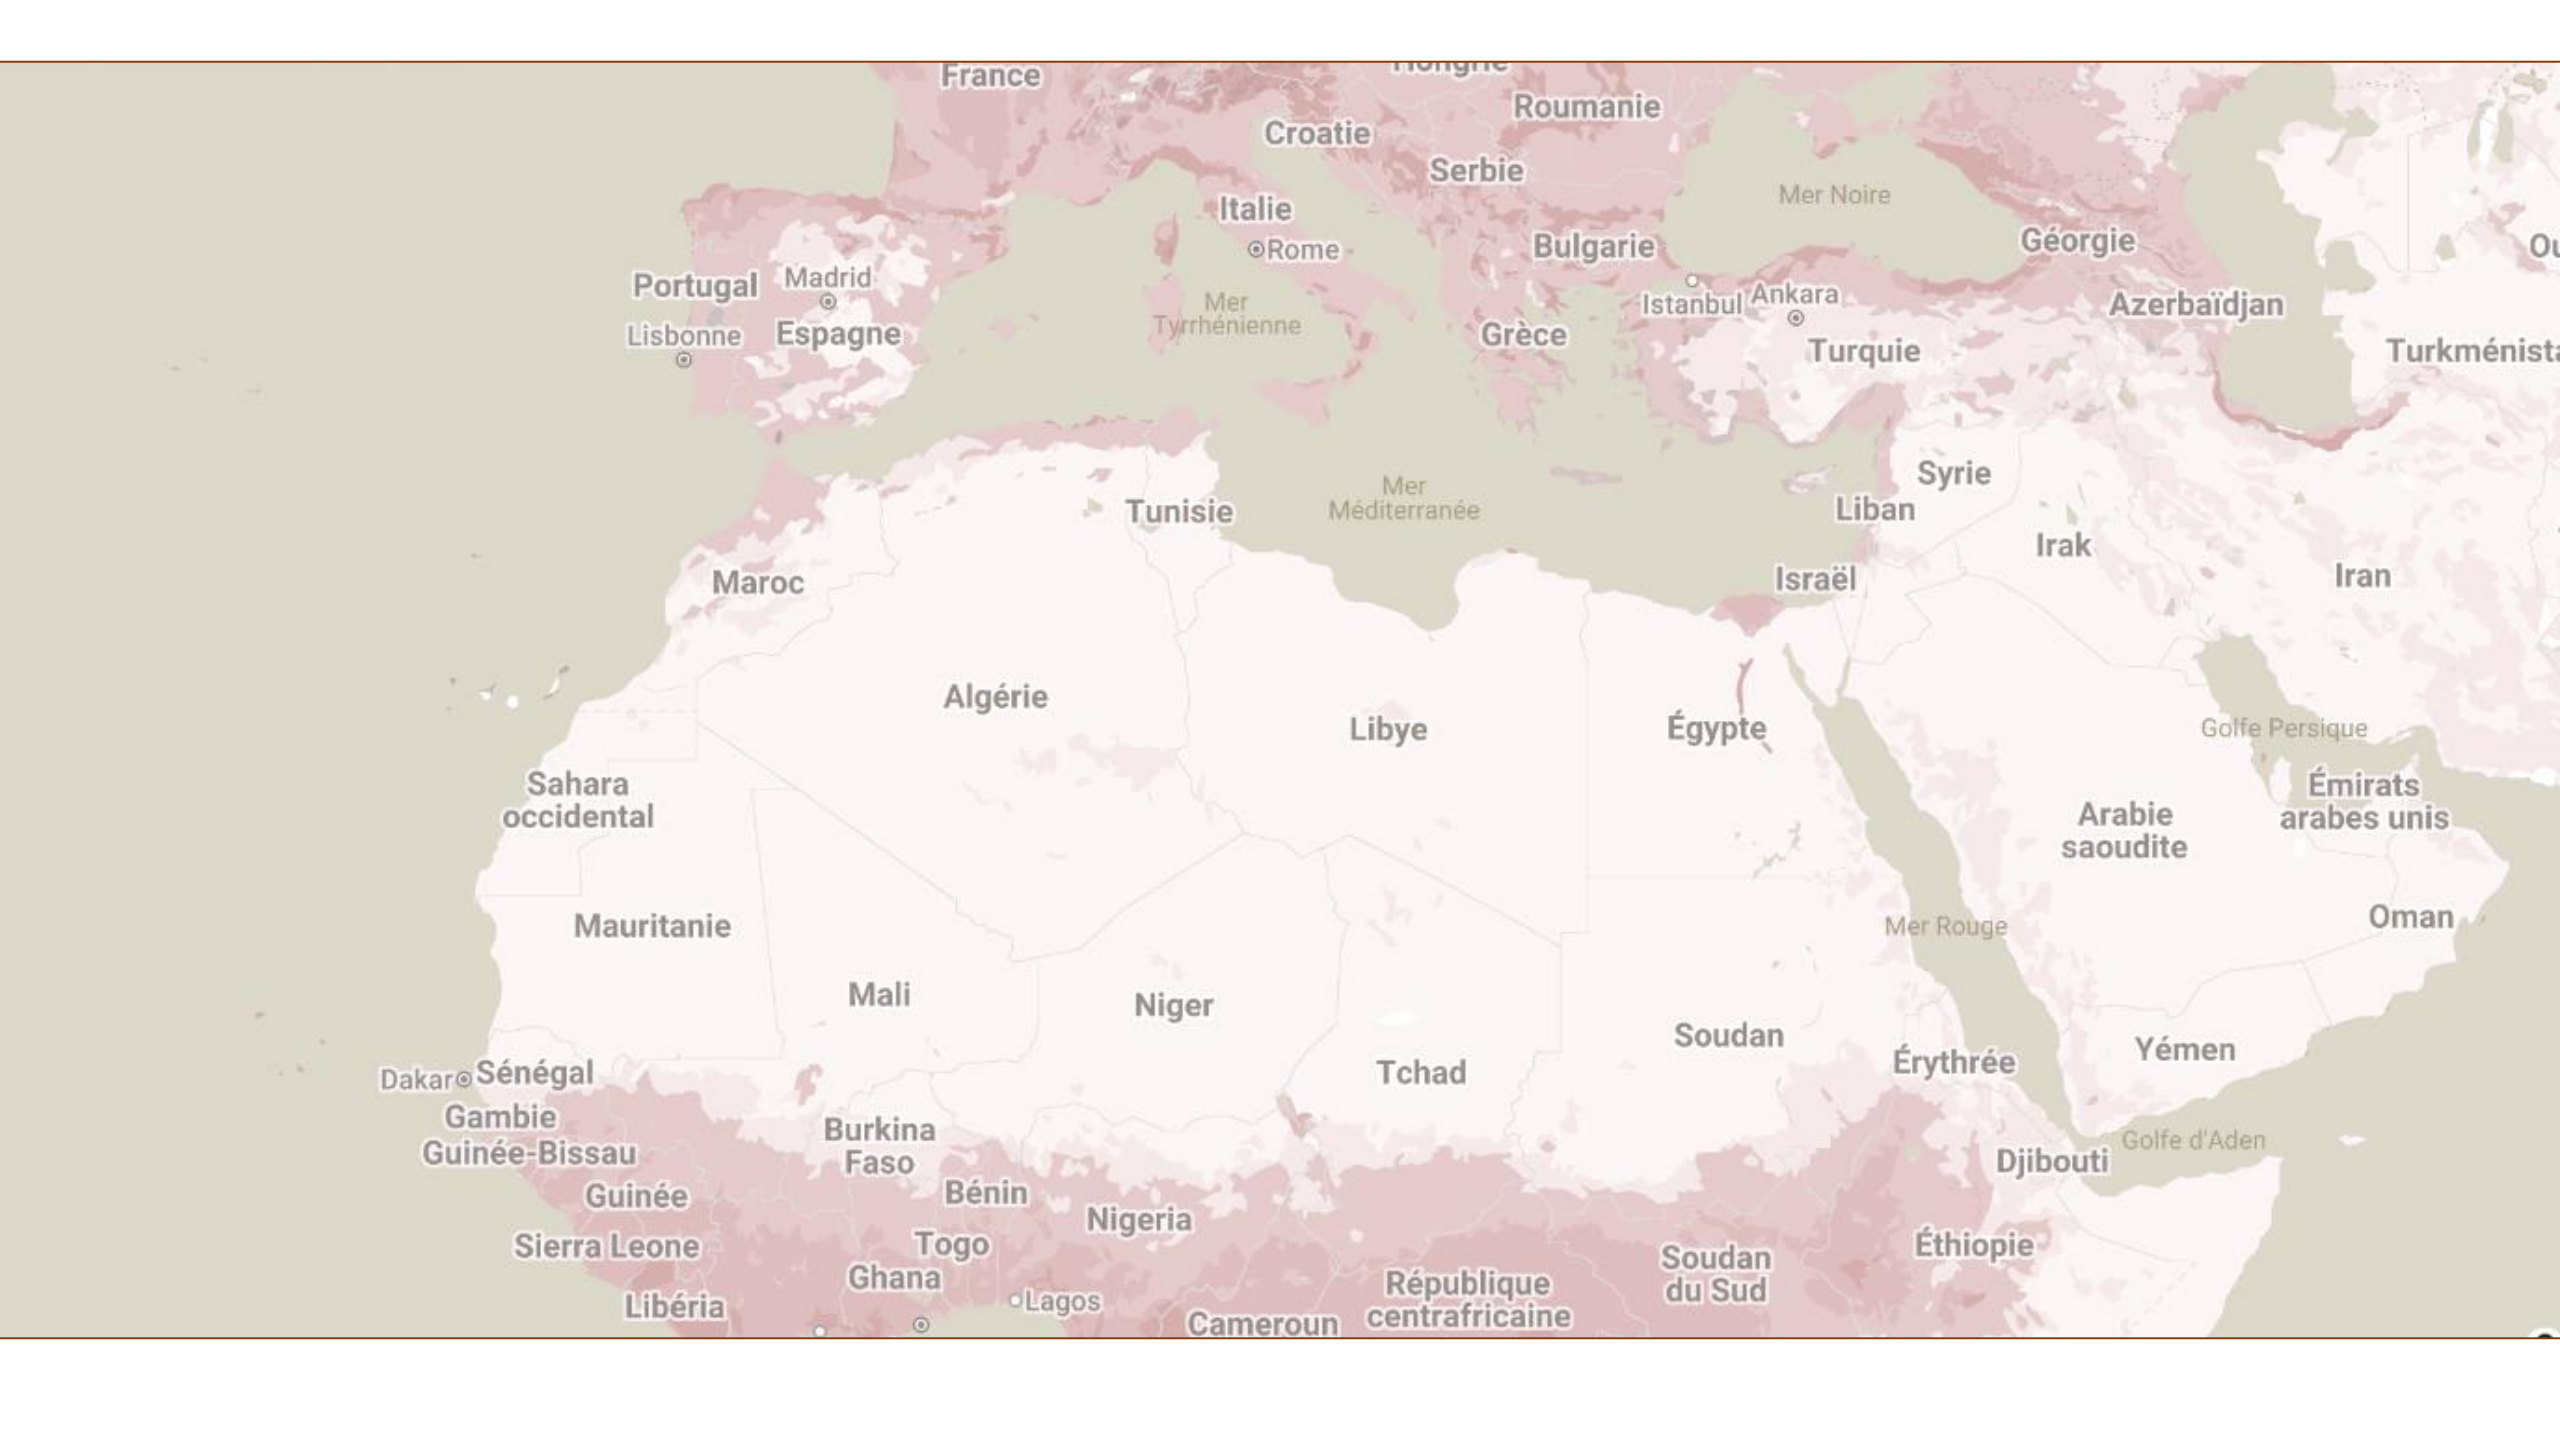 Hongrie
France
Roumanie
Croatie
Serbie
Mer Noire
Italie
Rome
Bulgarie
Géorgie
Ou
Portugal
Madrid
Mer
Tyrrhénienne
Istanbul
Ankara
Azerbaïdjan
Lisbonne
Espagne
Grèce
Turquie
Turkménista
Syrie
Mer
Méditerranée
Tunisie
Liban
Irak
Maroc
Israël
Iran
Algérie
Libye
Égypte
Golfe Persique
Sahara
occidental
Émirats
arabes unis
Arabie
saoudite
Mauritanie
Mer Rouge
Oman
Mali
Niger
Soudan
Yémen
Érythrée
Dakar
Sénégal
Tchad
Gambie
Burkina
Faso
Guinée-Bissau
Golfe d'Aden
Djibouti
Guinée
Bénin
Nigeria
Sierra Leone
Togo
Éthiopie
Soudan
du Sud
Ghana
République
centrafricaine
Libéria
Lagos
Cameroun